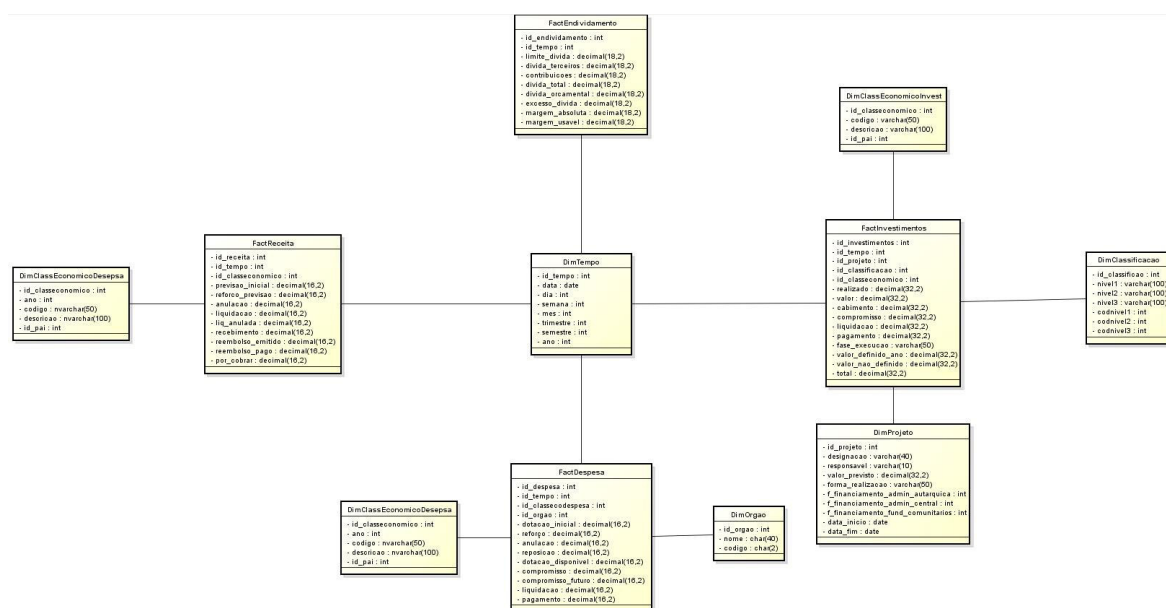 FactEndividamento
- id_endividamento : int
- id_tempo : int
- limite_divida : decimal(18,2)
- divida_terceiros : decimal(18,2)
- contribuicoes : decimal(18,2)
- divida_total : decimal(18,2)
- divida_orcamental : decimal(18,2)
- excesso_divida : decimal(18,2)
- margem_absoluta : decimal(18,2)
- margem_usavel : decimal(18,2)
DimClassEconomicoInvest
- id_classeconomico : int
- codigo : varchar(50)
- descricao : varchar(100)
- id_pai : int
DimClassEconomicoDesepsa
- id_classeconomico : int
- ano : int
- codigo : nvarchar(50)
- descricao : nvarchar(100)
- id_pai : int
FactReceita
- id_receita : int
- id_tempo : int
- id_classeconomico : int
- previsao_inicial : decimal(16,2)
- reforco_previsao : decimal(16,2)
- anulacao : decimal(16,2)
- liquidacao : decimal(16,2)
- liq_anulada : decimal(16,2)
- recebimento : decimal(16,2)
- reembolso_emitido : decimal(16,2)
- reembolso_pago : decimal(16,2)
- por_cobrar : decimal(16,2)
DimTempo
- id_tempo : int
- data : date
- dia : int
- semana : int
- mes : int
- trimestre : int
- semestre : int
- ano : int
FactInvestimentos
- id_investimentos : int
- id_tempo : int
- id_projeto : int
- id_classificacao : int
- id_classeconomico : int
- realizado : decimal(32,2)
- valor : decimal(32,2)
- cabimento : decimal(32,2)
- compromisso : decimal(32,2)
- liquidacao : decimal(32,2)
- pagamento : decimal(32,2)
- fase_execucao : varchar(50)
- valor_definido_ano : decimal(32,2)
- valor_nao_definido : decimal(32,2)
- total : decimal(32,2)
DimClassificacao
- id_classificao : int
- nivel1 : varchar(100)
- nivel2 : varchar(100)
- nivel3 : varchar(100)
- codnivel1 : int
- codnivel2 : int
- codnivel3 : int
DimProjeto
- id_projeto : int
- designacao : varchar(40)
- responsavel : varchar(10)
- valor_previsto : decimal(32,2)
- forma_realizacao : varchar(50)
- f_financiamento_admin_autarquica : int
- f_financiamento_admin_central : int
- f_financiamento_fund_comunitarios : int
- data_inicio : date
- data_fim : date
FactDespesa
- id_despesa : int
- id_tempo : int
- id_classecodespesa : int
- id_orgao : int
- dotacao_inicial : decimal(16,2)
- reforço : decimal(16,2)
- anulacao : decimal(16,2)
- reposicao : decimal(16,2)
- dotacao_disponivel : decimal(16,2)
- compromisso : decimal(16,2)
- compromisso_futuro : decimal(16,2)
- liquidacao : decimal(16,2)
- pagamento : decimal(16,2)
DimClassEconomicoDesepsa
- id_classeconomico : int
- ano : int
- codigo : nvarchar(50)
- descricao : nvarchar(100)
- id_pai : int
DimOrgao
- id_orgao : int
- nome : char(40)
- codigo : char(2)